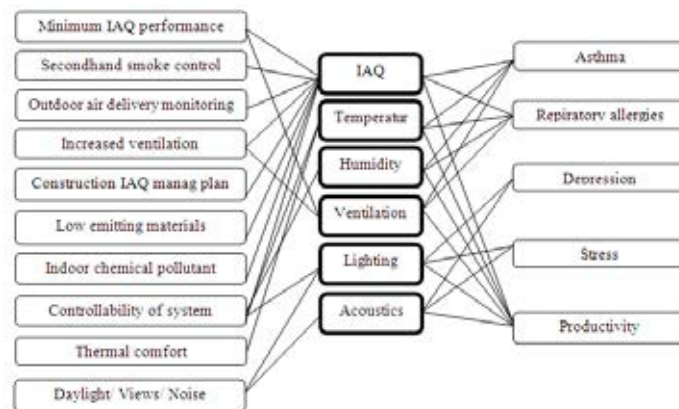 Minimum IAQ performance
Secondhand smoke control
Outdoor air delivery monitoring
Increased ventilation
Construction IAQ manag plan
Low emitting materials
Indoor chemical pollutant
Controllability of system
Thermal comfort
Daylight/ Views/ Noise
IAQ
Temperatur
Humidity
Ventilation
Lighting
Acoustics
Asthma
Respiratory allergies
Depression
Stress
Productivity